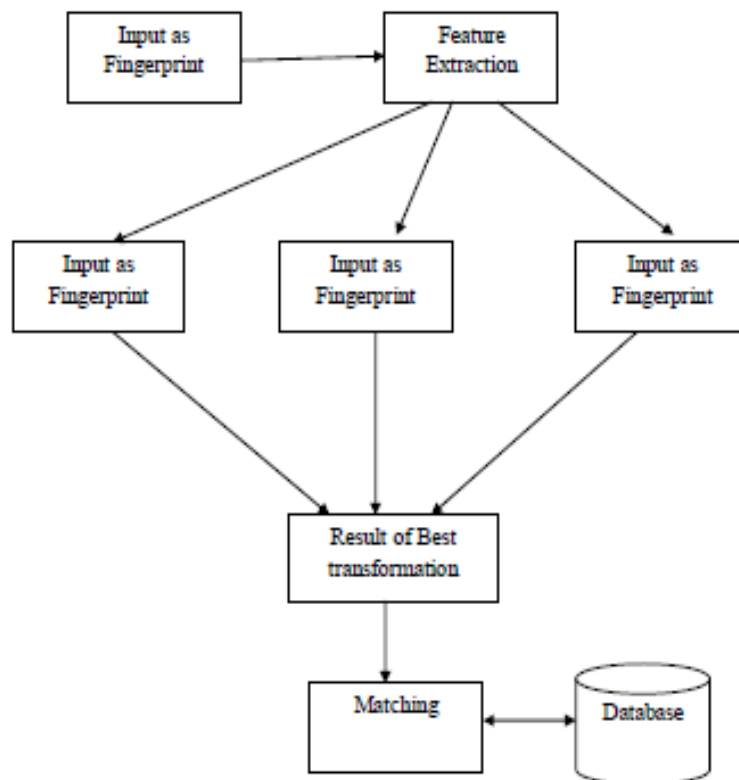 Input as
Fingerprint
Feature
Extraction
Input as
Fingerprint
Input as
Fingerprint
Input as
Fingerprint
Result of Best
transformation
Matching
Database